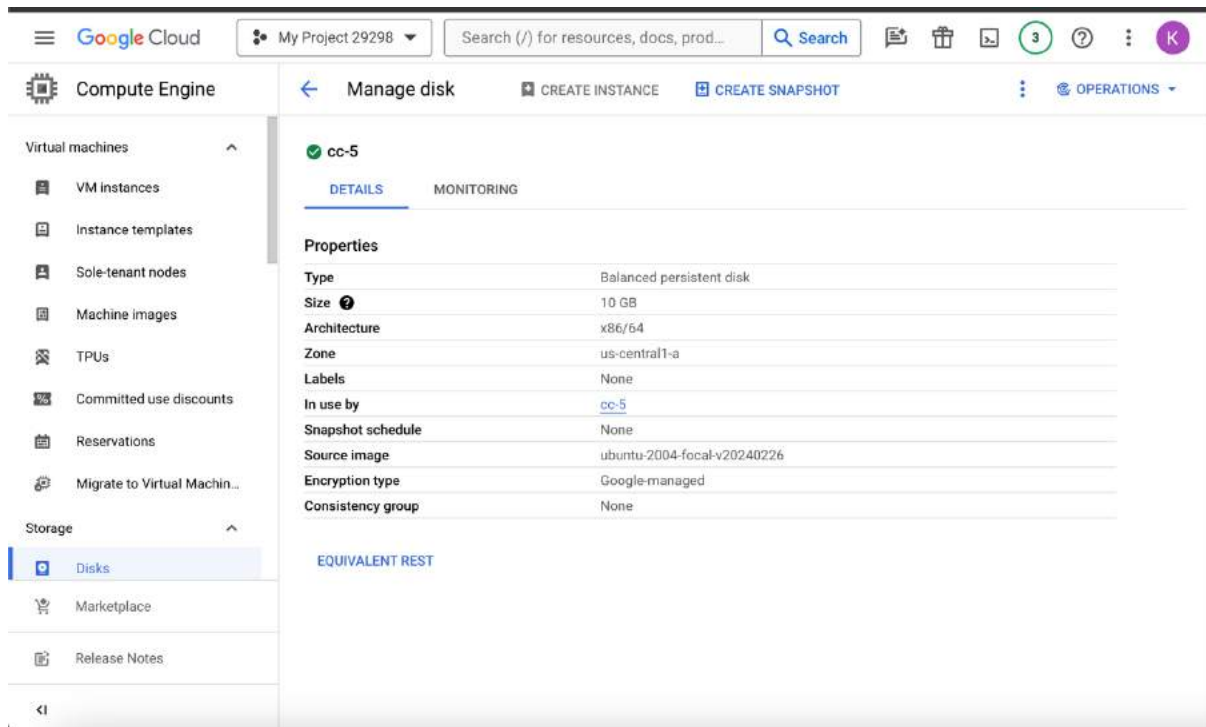 Google Cloud
My Project 29298
Search (/) for resources, docs, prod...
Search
3
K
Compute Engine
Manage disk
CREATE INSTANCE
CREATE SNAPSHOT
OPERATIONS
Virtual machines
VM instances
Instance templates
Sole-tenant nodes
Machine images
TPUs
Committed use discounts
Reservations
Migrate to Virtual Machin...
Storage
Disks
Marketplace
Release Notes
cc-5
DETAILS MONITORING
Properties
Type Balanced persistent disk
Size 10 GB
Architecture x86/64
Zone us-central1-a
Labels None
In use by cc-5
Snapshot schedule None
Source image ubuntu-2004-focal-v20240226
Encryption type Google-managed
Consistency group None
EQUIVALENT REST